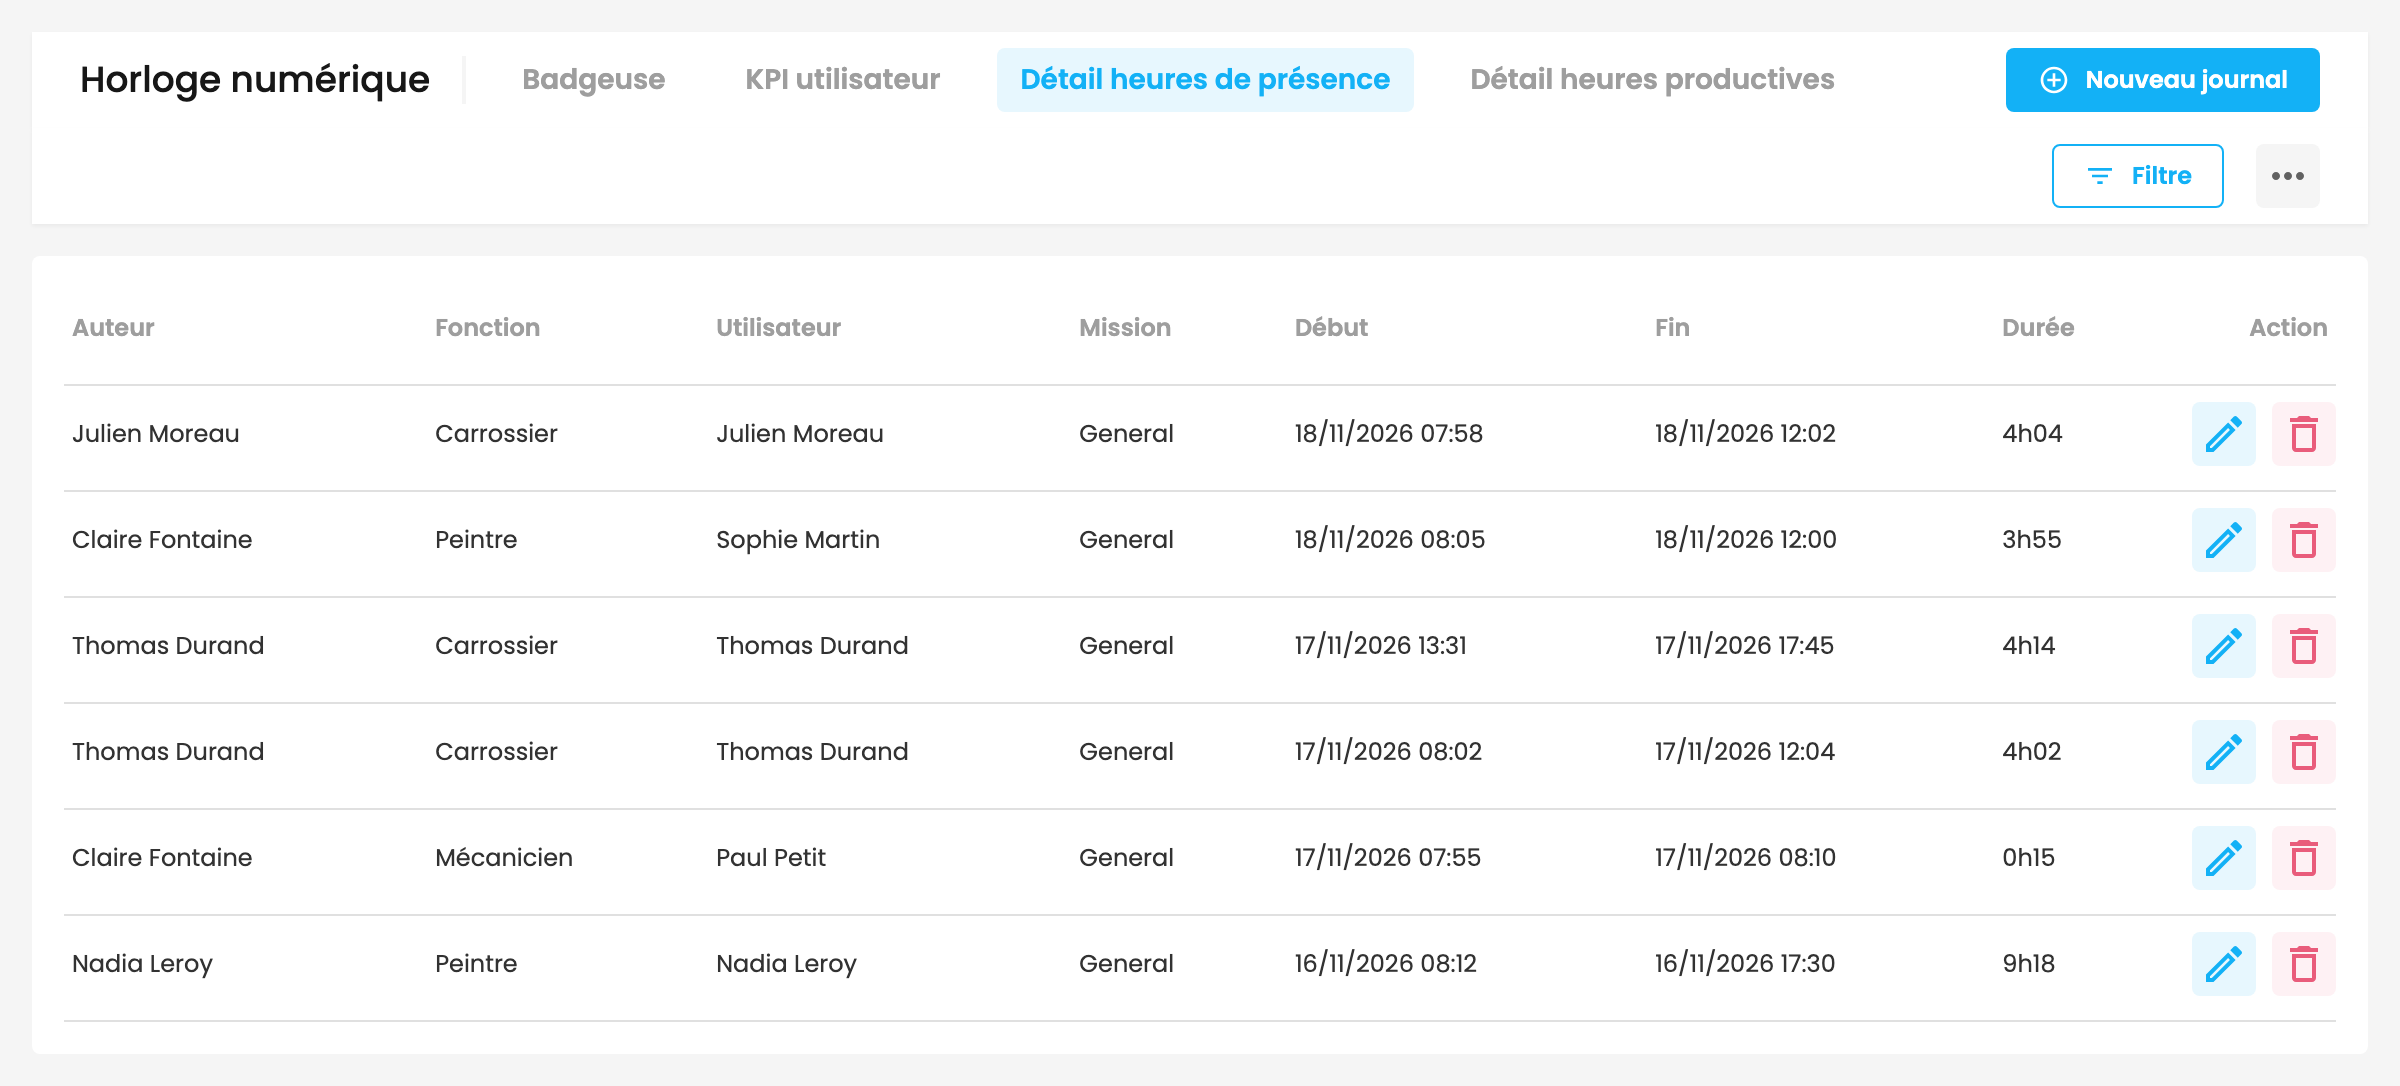 Horloge numérique Badgeuse KPI utilisateur Détail heures de présence Détail heures productives Nouveau journal
Filtre
Auteur Fonction Utilisateur Mission Début Fin Durée Action
Julien Moreau Carrossier Julien Moreau General 18/11/2026 07:58 18/11/2026 12:02 4h04
Claire Fontaine Peintre Sophie Martin General 18/11/2026 08:05 18/11/2026 12:00 3h55
Thomas Durand Carrossier Thomas Durand General 17/11/2026 13:31 17/11/2026 17:45 4h14
Thomas Durand Carrossier Thomas Durand General 17/11/2026 08:02 17/11/2026 12:04 4h02
Claire Fontaine Mécanicien Paul Petit General 17/11/2026 07:55 17/11/2026 08:10 0h15
Nadia Leroy Peintre Nadia Leroy General 16/11/2026 08:12 16/11/2026 17:30 9h18